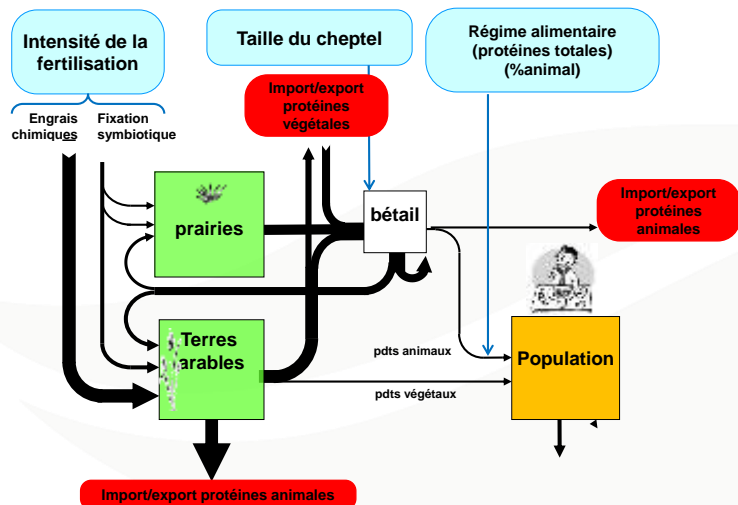 Intensité de la
fertilisation
Taille du cheptel
Régime alimentaire
(protéines totales)
(%animal)
Import/export
protéines
végétales
Engrais
chimiques
Fixation
symbiotique
prairies
bétail
Import/export
protéines
animales
Terres
arables
pdts animaux
Population
pdts végétaux
Import/export protéines animales